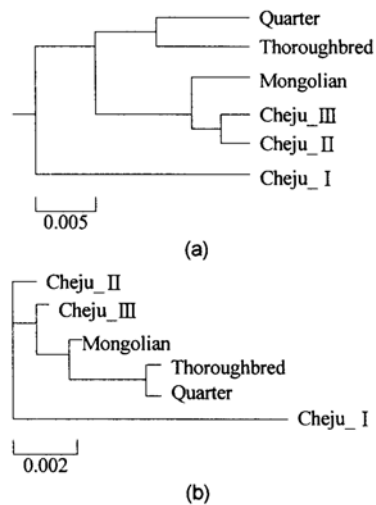 Quarter
Thoroughbred
Mongolian
Cheju_Ⅲ
Cheju_Ⅱ
Cheju_Ⅰ
0.005
(a)
Cheju_Ⅱ
Cheju_Ⅲ
Mongolian
Thoroughbred
Quarter
Cheju_Ⅰ
0.002
(b)